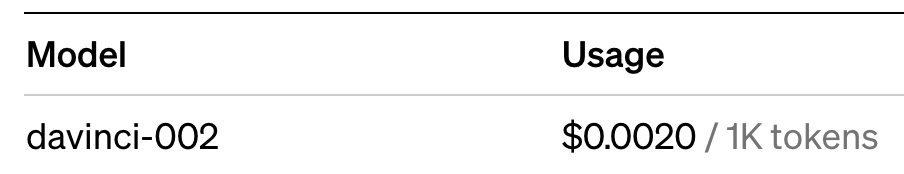 Model Usage
davinci-002 $0.0020 / 1K tokens